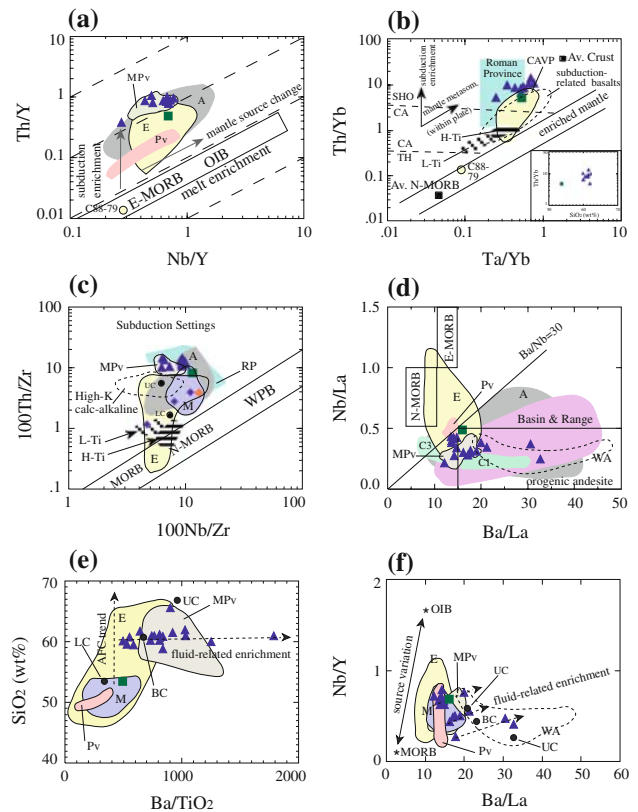 (a)
10
1
0.1
0.01
0.1
1
10
Th/Y
Nb/Y
MPv
A
E
Pv
mantle source change
subduction
enrichment
C88-79
E-MORB
OIB
melt enrichment
(b)
100
10
1
.1
.01
.01
.1
1
10
Th/Yb
Ta/Yb
subduction
enrichment
Roman
Province
Av. Crust
CAVP
subduction-
related basalts
mantle metasom.
(within plate)
SHO
CA
CA
TH
H-Ti
L-Ti
enriched mantle
C88-
79
Av. N-MORB
Th/Yb
SiO₂ (wt%)
(c)
100
10
1
.1
1
10
100
100Th/Zr
100Nb/Zr
Subduction Settings
MPv
A
RP
UC
High-K
calc-alkaline
M
LC
L-Ti
H-Ti
N-MORB
MORB
WPB
E
(d)
1.5
1.0
0.5
0.0
0
10
20
30
40
50
Nb/La
Ba/La
E-MORB
N-MORB
Ba/Nb=30
Pv
E
A
Basin & Range
C3
MPv
C1
WA
orogenic andesite
(e)
70
60
50
40
0
1000
2000
SiO₂ (wt%)
Ba/TiO₂
AFC trend
E
UC
MPv
LC
fluid-related enrichment
BC
M
Pv
(f)
2
1
0
0
10
20
30
40
50
Nb/Y
Ba/La
OIB
source variation
E
MPv
UC
fluid-related enrichment
M
BC
WA
UC
MORB
Pv